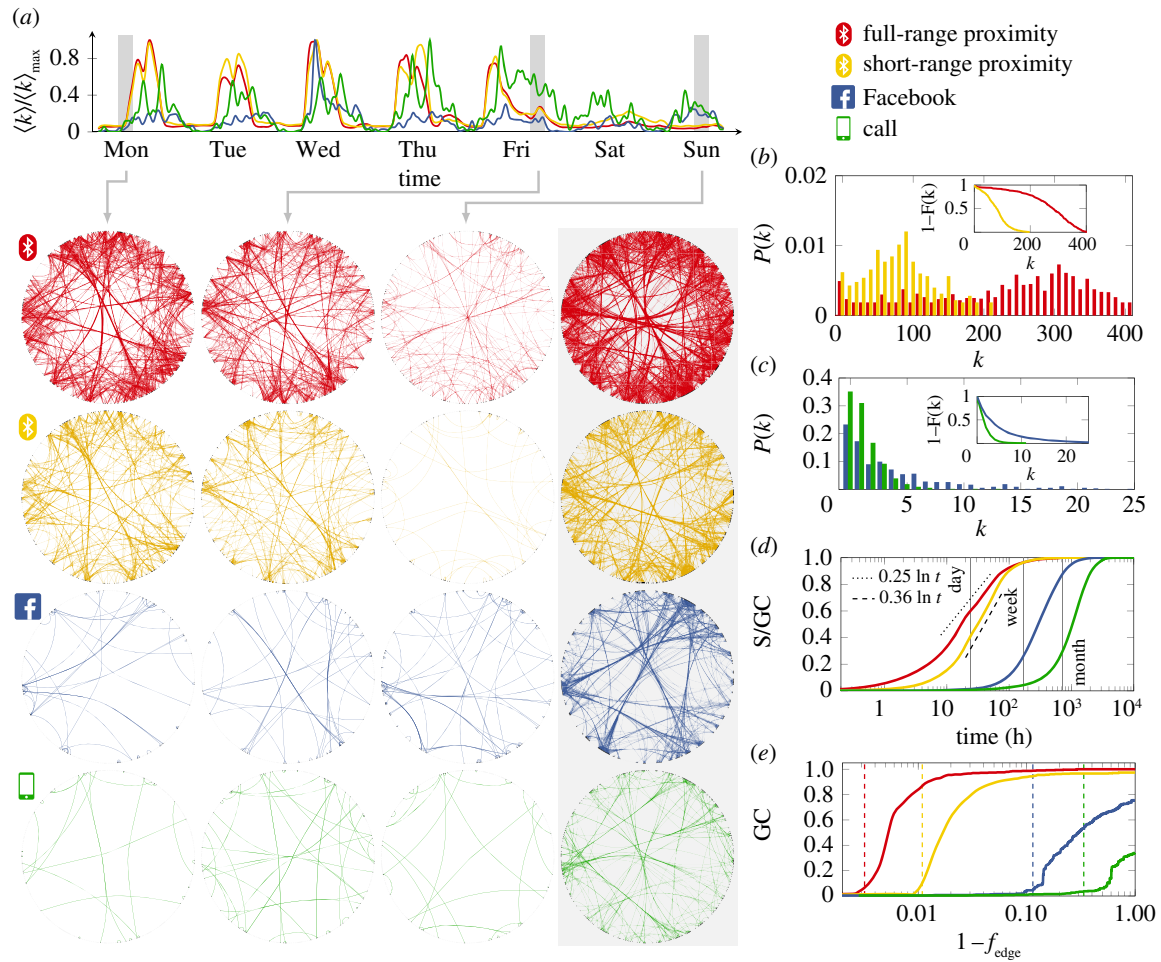 (a)
⟨k⟩/⟨k⟩max
0.8
0.4
0
Mon Tue Wed Thu Fri Sat Sun
time
full-range proximity
short-range proximity
Facebook
call
(b)
0.02
0.01
0
P(k)
0 100 200 300 400
k
1–F(k)
1
0.5
0 200 400
k
(c)
0.4
0.3
0.2
0.1
P(k)
0 5 10 15 20 25
k
1–F(k)
1
0.5
0 10 20
k
(d)
1.0
0.8
0.6
0.4
0.2
0
S/GC
0.25 ln t
0.36 ln t
day
week
month
1 10 10² 10³ 10⁴
time (h)
(e)
1.0
0.8
0.6
0.4
0.2
0
GC
0.01 0.10 1.00
1 – fedge